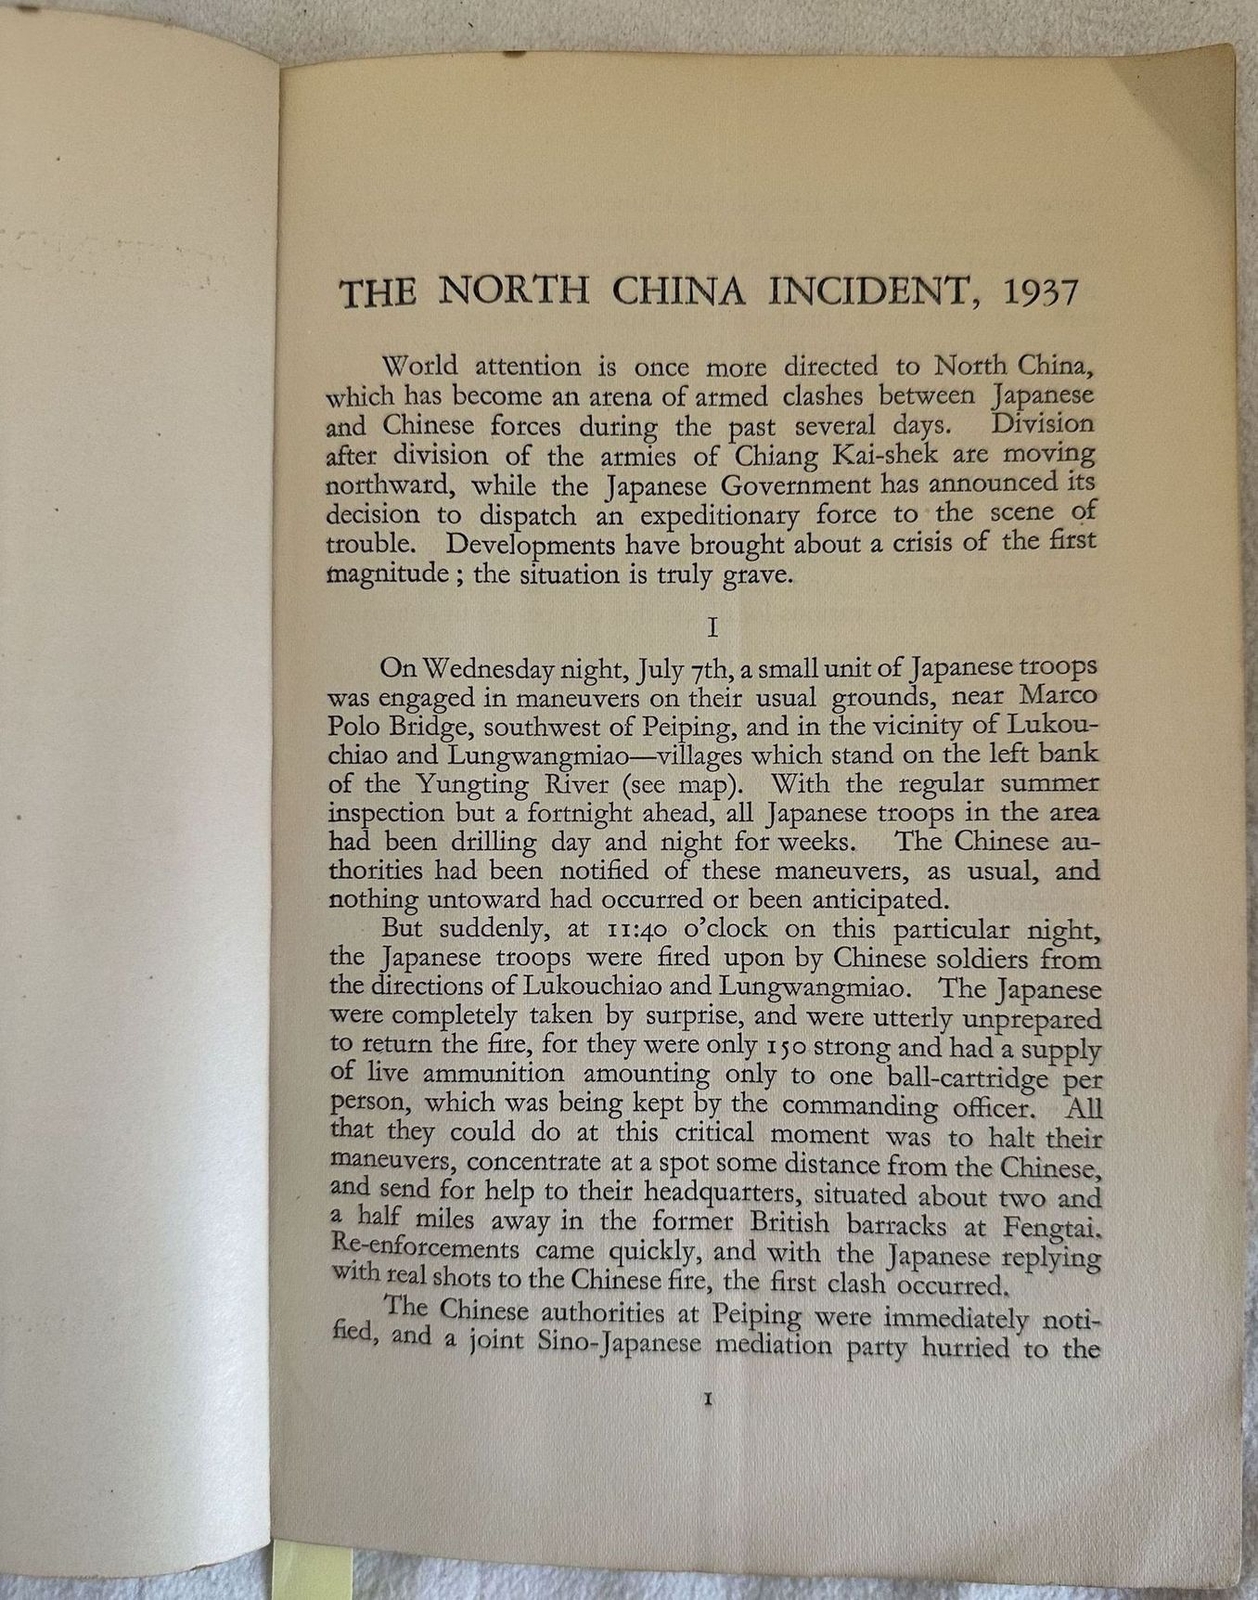 THE NORTH CHINA INCIDENT, 1937
World attention is once more directed to North China,
which has become an arena of armed clashes between Japanese
and Chinese forces during the past several days. Division
after division of the armies of Chiang Kai-shek are moving
northward, while the Japanese Government has announced its
decision to dispatch an expeditionary force to the scene of
trouble. Developments have brought about a crisis of the first
magnitude ; the situation is truly grave.
I
On Wednesday night, July 7th, a small unit of Japanese troops
was engaged in maneuvers on their usual grounds, near Marco
Polo Bridge, southwest of Peiping, and in the vicinity of Lukou-
chiao and Lungwangmiao—villages which stand on the left bank
of the Yungting River (see map). With the regular summer
inspection but a fortnight ahead, all Japanese troops in the area
had been drilling day and night for weeks. The Chinese au-
thorities had been notified of these maneuvers, as usual, and
nothing untoward had occurred or been anticipated.
But suddenly, at 11:40 o'clock on this particular night,
the Japanese troops were fired upon by Chinese soldiers from
the directions of Lukouchiao and Lungwangmiao. The Japanese
were completely taken by surprise, and were utterly unprepared
to return the fire, for they were only 150 strong and had a supply
of live ammunition amounting only to one ball-cartridge per
person, which was being kept by the commanding officer. All
that they could do at this critical moment was to halt their
maneuvers, concentrate at a spot some distance from the Chinese,
and send for help to their headquarters, situated about two and
a half miles away in the former British barracks at Fengtai.
Re-enforcements came quickly, and with the Japanese replying
with real shots to the Chinese fire, the first clash occurred.
The Chinese authorities at Peiping were immediately noti-
fied, and a joint Sino-Japanese mediation party hurried to the
1